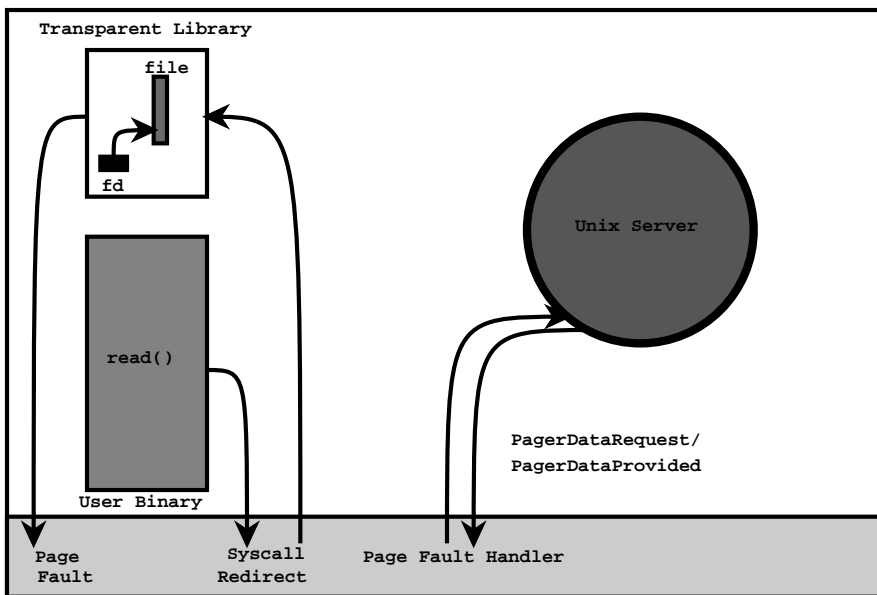 Transparent Library
file
fd
Unix Server
read()
PagerDataRequest/
PagerDataProvided
User Binary
Page
Fault
Syscall
Redirect
Page Fault Handler